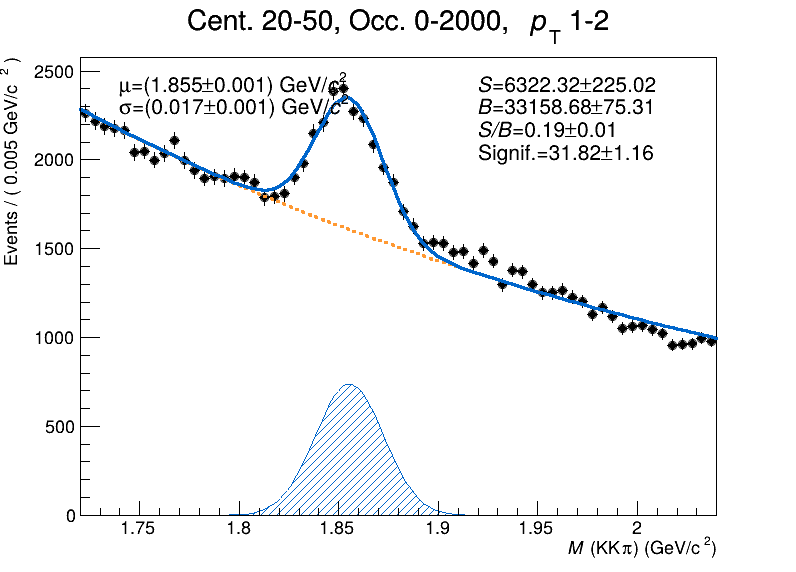 Cent. 20-50, Occ. 0-2000, pT 1-2
μ=(1.855±0.001) GeV/c²
σ=(0.017±0.001) GeV/c²
S=6322.32±225.02
B=33158.68±75.31
S/B=0.19±0.01
Signif.=31.82±1.16
Events / ( 0.005 GeV/c² )
2500
2000
1500
1000
500
0
1.75 1.8 1.85 1.9 1.95 2
M (KKπ) (GeV/c²)